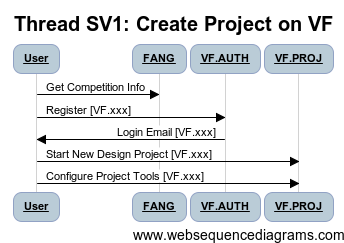 Thread SV1: Create Project on VF
User FANG VF.AUTH VF.PROJ
Get Competition Info
Register [VF.xxx]
Login Email [VF.xxx]
Start New Design Project [VF.xxx]
Configure Project Tools [VF.xxx]
User FANG VF.AUTH VF.PROJ
www.websequencediagrams.com